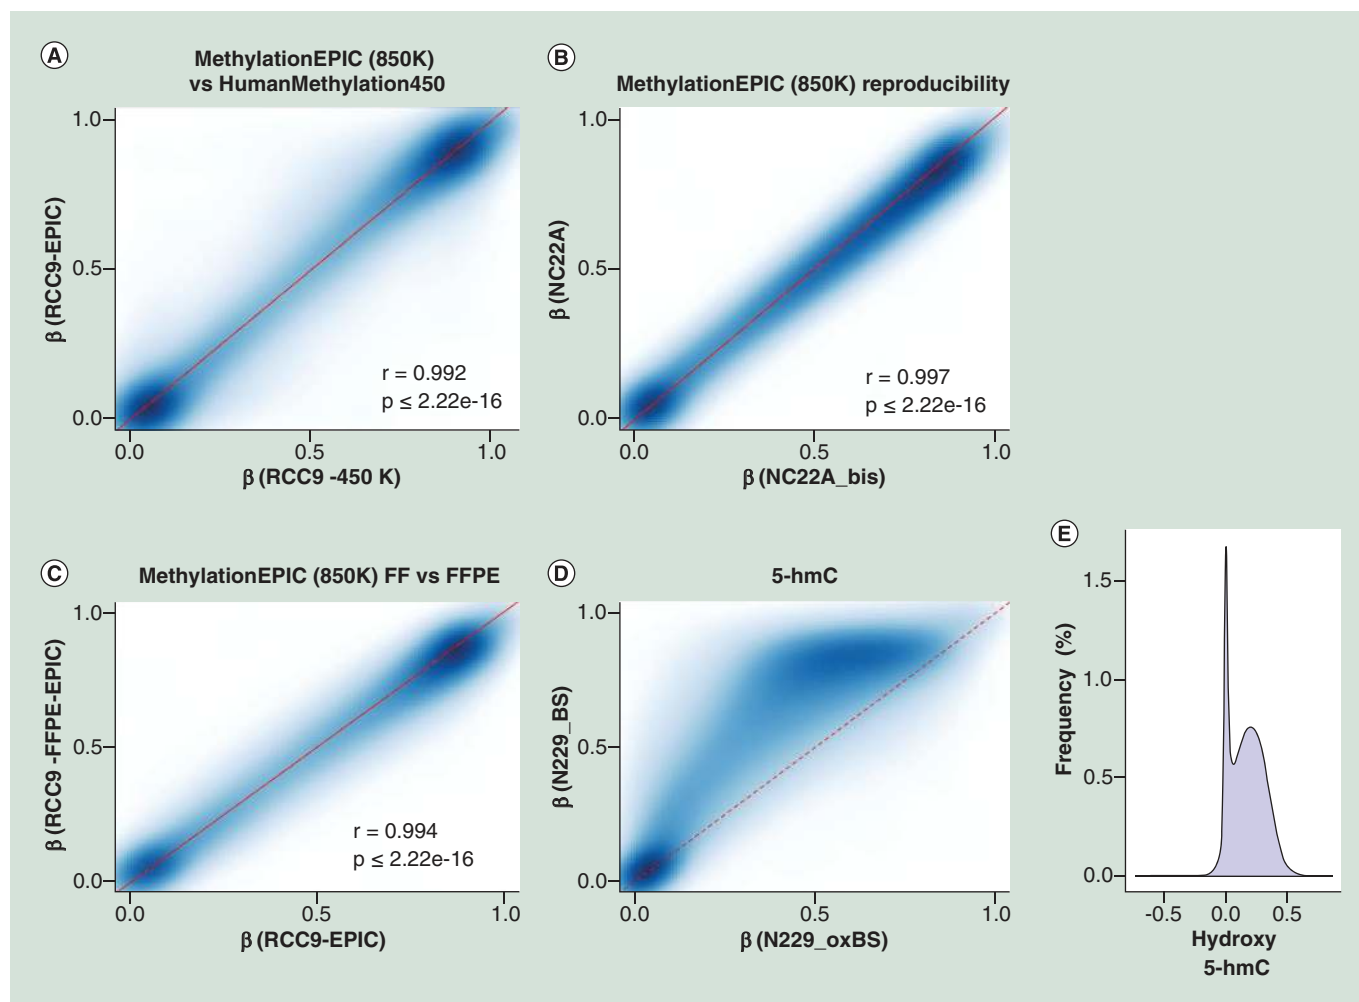 A
MethylationEPIC (850K)
vs HumanMethylation450
1.0
0.5
0.0
β (RCC9-EPIC)
r = 0.992
p ≤ 2.22e-16
0.0 0.5 1.0
β (RCC9 -450 K)
B
MethylationEPIC (850K) reproducibility
1.0
0.5
0.0
β (NC22A)
r = 0.997
p ≤ 2.22e-16
0.0 0.5 1.0
β (NC22A_bis)
C
MethylationEPIC (850K) FF vs FFPE
1.0
0.5
0.0
β (RCC9 -FFPE-EPIC)
r = 0.994
p ≤ 2.22e-16
0.0 0.5 1.0
β (RCC9-EPIC)
D
5-hmC
1.0
0.5
0.0
β (N229_BS)
0.0 0.5 1.0
β (N229_oxBS)
E
1.5
1.0
0.5
0.0
Frequency (%)
-0.5 0.0 0.5
Hydroxy
5-hmC